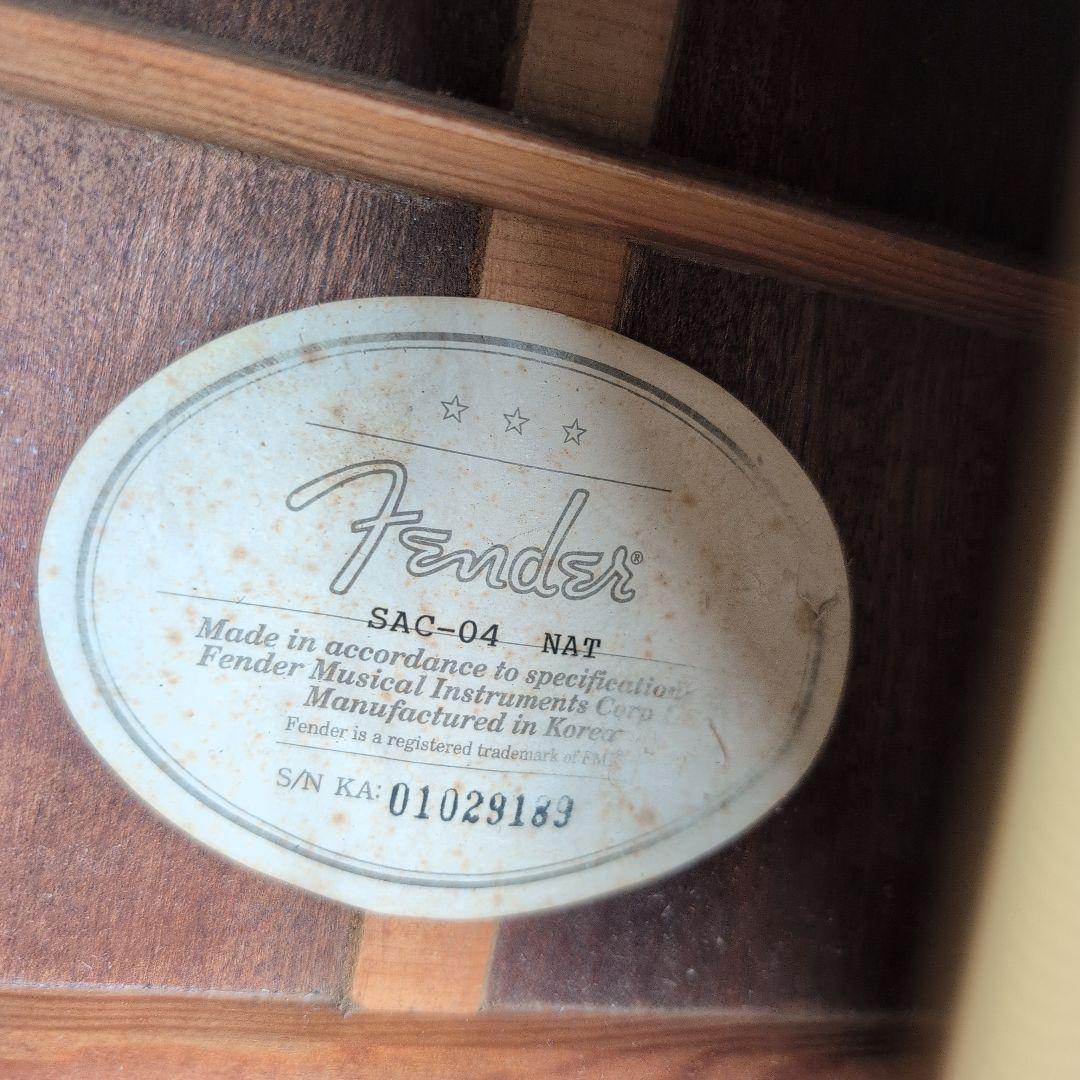 Fender®
SAC-04 NAT
Made in accordance to specification
Fender Musical Instruments Corp
Manufactured in Korea
Fender is a registered trademark of
S/N KA: 01029189